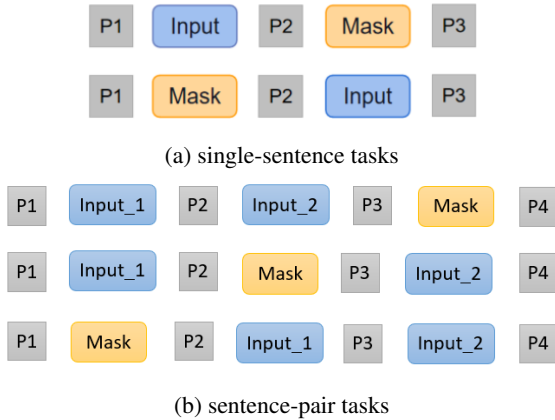 P1 Input P2 Mask P3
P1 Mask P2 Input P3
(a) single-sentence tasks
P1 Input_1 P2 Input_2 P3 Mask P4
P1 Input_1 P2 Mask P3 Input_2 P4
P1 Mask P2 Input_1 P3 Input_2 P4
(b) sentence-pair tasks